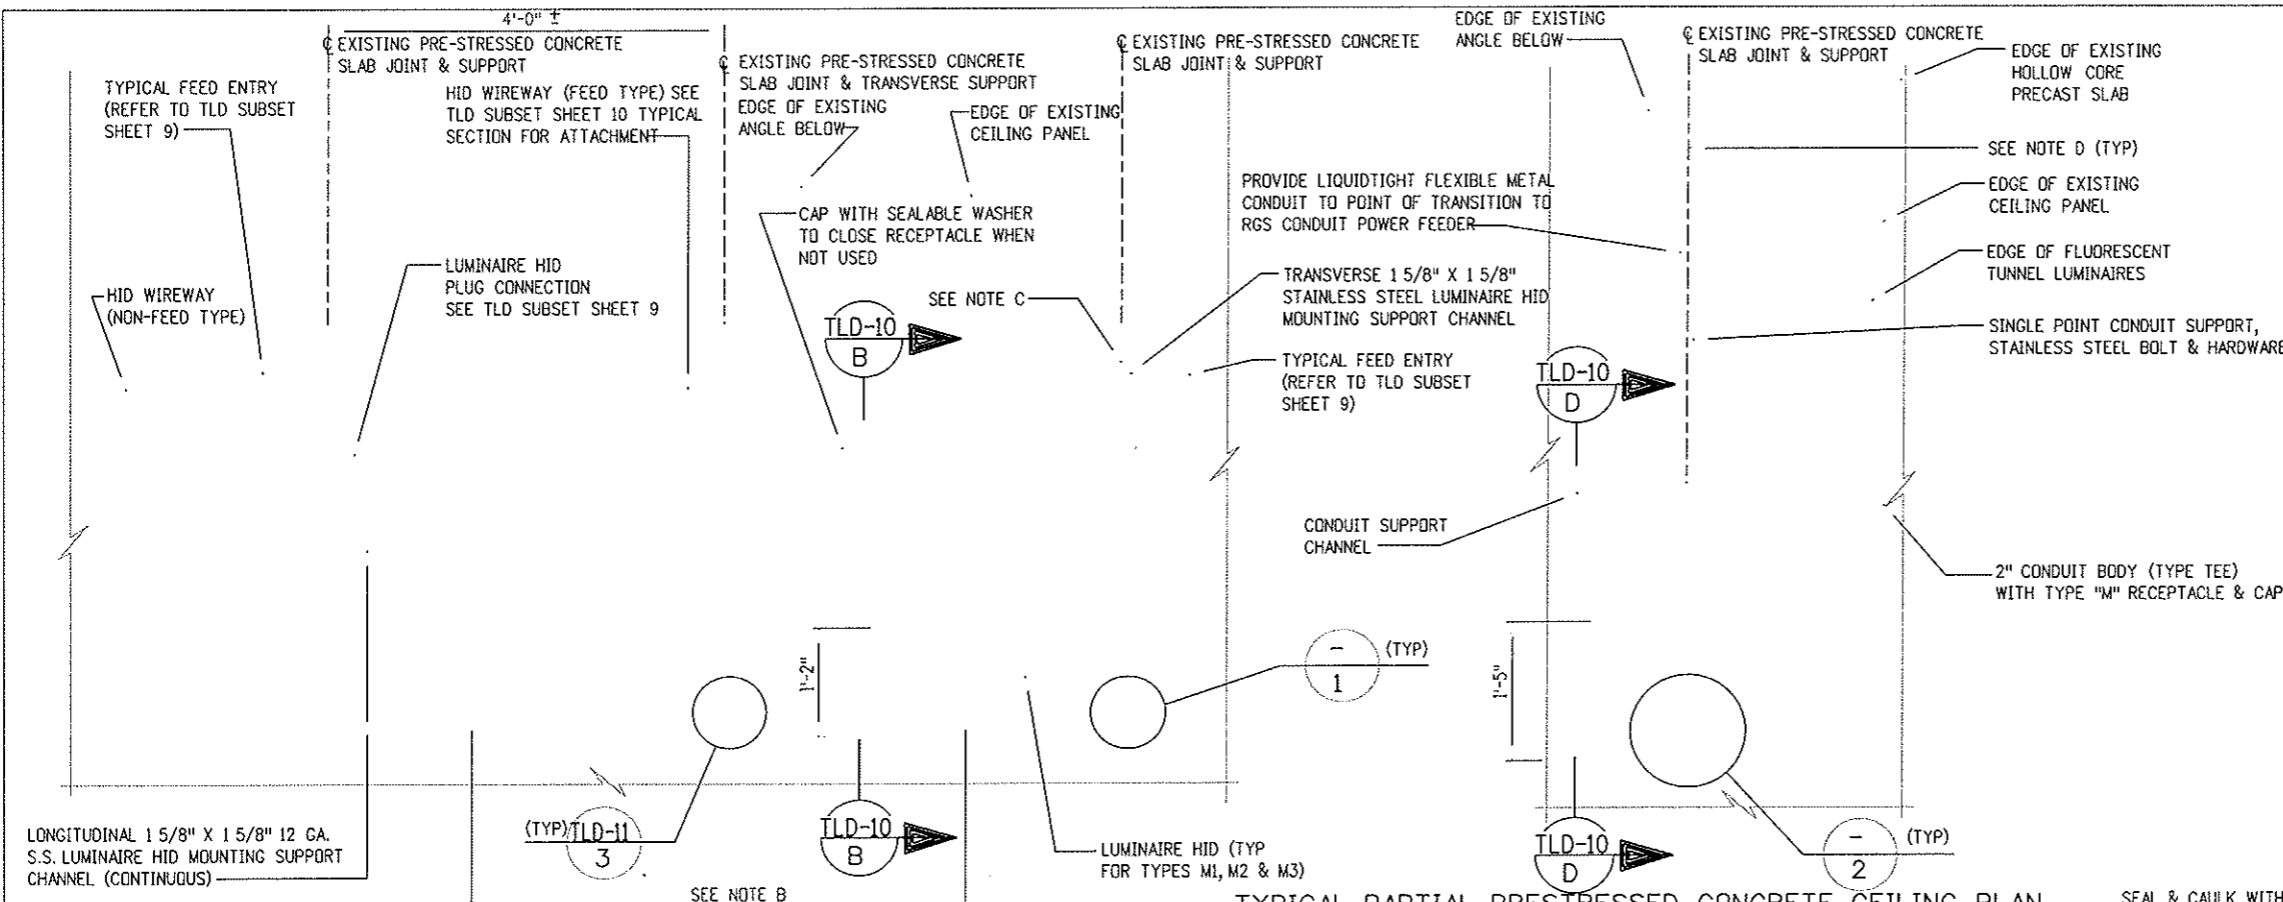 4'-0" ±
℄ EXISTING PRE-STRESSED CONCRETE
SLAB JOINT & SUPPORT
TYPICAL FEED ENTRY
(REFER TO TLD SUBSET
SHEET 9)
HID WIREWAY (FEED TYPE) SEE
TLD SUBSET SHEET 10 TYPICAL
SECTION FOR ATTACHMENT
℄ EXISTING PRE-STRESSED CONCRETE
SLAB JOINT & TRANSVERSE SUPPORT
EDGE OF EXISTING
ANGLE BELOW
EDGE OF EXISTING
CEILING PANEL
℄ EXISTING PRE-STRESSED CONCRETE
SLAB JOINT & SUPPORT
EDGE OF EXISTING
ANGLE BELOW
℄ EXISTING PRE-STRESSED CONCRETE
SLAB JOINT & SUPPORT
EDGE OF EXISTING
HOLLOW CORE
PRECAST SLAB
SEE NOTE D (TYP)
EDGE OF EXISTING
CEILING PANEL
EDGE OF FLUORESCENT
TUNNEL LUMINAIRES
SINGLE POINT CONDUIT SUPPORT,
STAINLESS STEEL BOLT & HARDWARE
PROVIDE LIQUIDTIGHT FLEXIBLE METAL
CONDUIT TO POINT OF TRANSITION TO
RGS CONDUIT POWER FEEDER
CAP WITH SEALABLE WASHER
TO CLOSE RECEPTACLE WHEN
NOT USED
LUMINAIRE HID
PLUG CONNECTION
SEE TLD SUBSET SHEET 9
HID WIREWAY
(NON-FEED TYPE)
SEE NOTE C
TRANSVERSE 1 5/8" X 1 5/8"
STAINLESS STEEL LUMINAIRE HID
MOUNTING SUPPORT CHANNEL
TLD-10
B
TYPICAL FEED ENTRY
(REFER TO TLD SUBSET
SHEET 9)
TLD-10
D
CONDUIT SUPPORT
CHANNEL
2" CONDUIT BODY (TYPE TEE)
WITH TYPE "M" RECEPTACLE & CAP
1'-2"
-
1
(TYP)
1'-5"
LONGITUDINAL 1 5/8" X 1 5/8" 12 GA.
S.S. LUMINAIRE HID MOUNTING SUPPORT
CHANNEL (CONTINUOUS)
(TYP) TLD-11
3
TLD-10
B
LUMINAIRE HID (TYP
FOR TYPES M1, M2 & M3)
TLD-10
D
-
2
(TYP)
SEE NOTE B
TYPICAL PARTIAL PRESTRESSED CONCRETE CEILING PLAN
SEAL & CAULK WITH